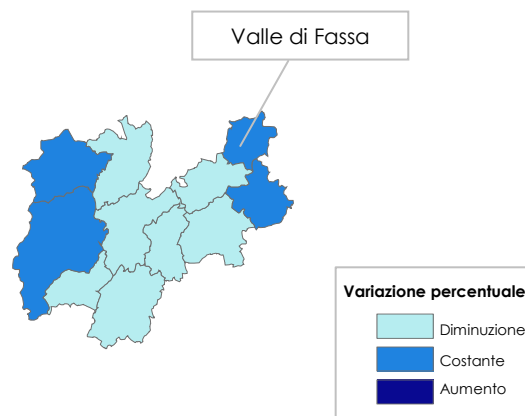 Valle di Fassa
Variazione percentuale
Diminuzione
Costante
Aumento